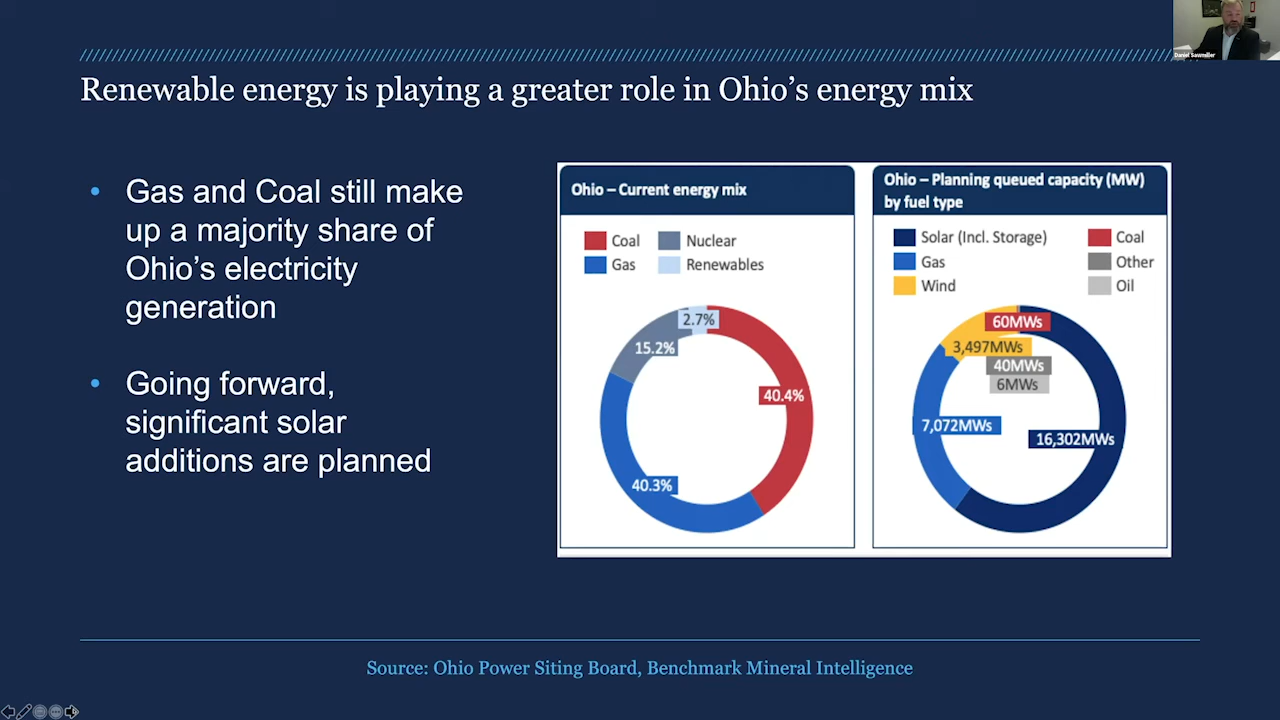 Daniel Sawmiller
Renewable energy is playing a greater role in Ohio’s energy mix
• Gas and Coal still make
up a majority share of
Ohio’s electricity
generation
• Going forward,
significant solar
additions are planned
Ohio – Current energy mix
Coal
Nuclear
Gas
Renewables
2.7%
15.2%
40.4%
40.3%
Ohio – Planning queued capacity (MW)
by fuel type
Solar (Incl. Storage)
Coal
Gas
Other
Wind
Oil
60MWs
3,497MWs
40MWs
6MWs
7,072MWs
16,302MWs
Source: Ohio Power Siting Board, Benchmark Mineral Intelligence